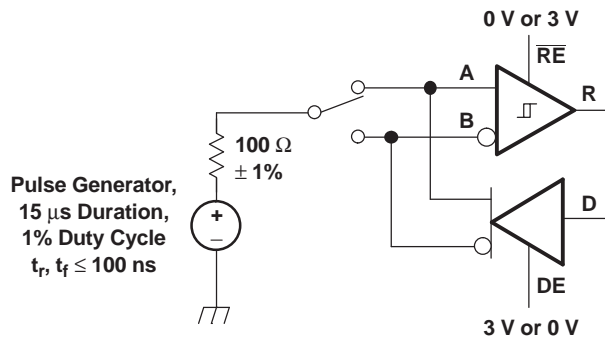 0 V or 3 V
RE
A
R
B
100 Ω
± 1%
Pulse Generator,
15 μs Duration,
1% Duty Cycle
tr, tf ≤ 100 ns
+
–
D
DE
3 V or 0 V